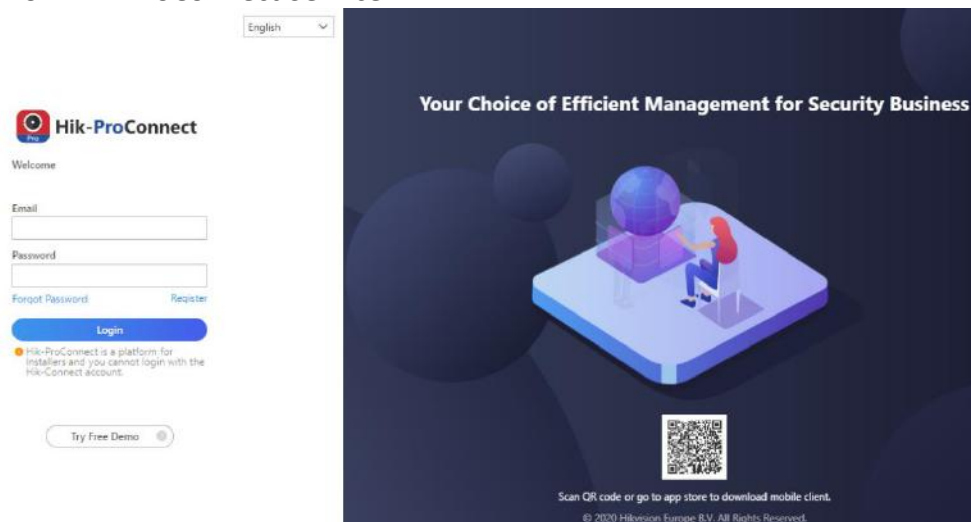 English
Hik-ProConnect
Pro
Welcome
Email
Password
Forgot Password
Register
Login
Hik-ProConnect is a platform for
Installers and you cannot login with the
Hik-Connect account.
Try Free Demo
Your Choice of Efficient Management for Security Business
Scan QR code or go to app store to download mobile client.
© 2020 Hikvision Europe B.V. All Rights Reserved.